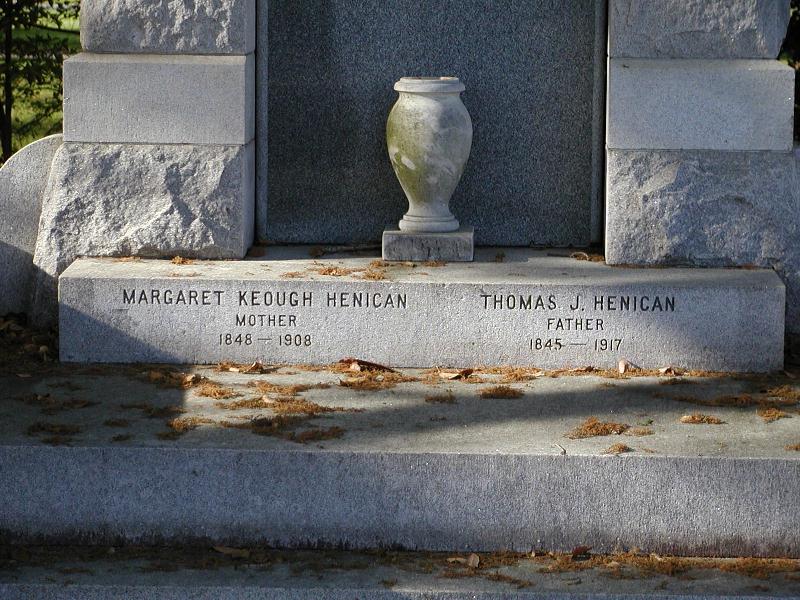 MARGARET KEOUGH HENICAN
MOTHER
1848 — 1908
THOMAS J. HENICAN
FATHER
1845 — 1917